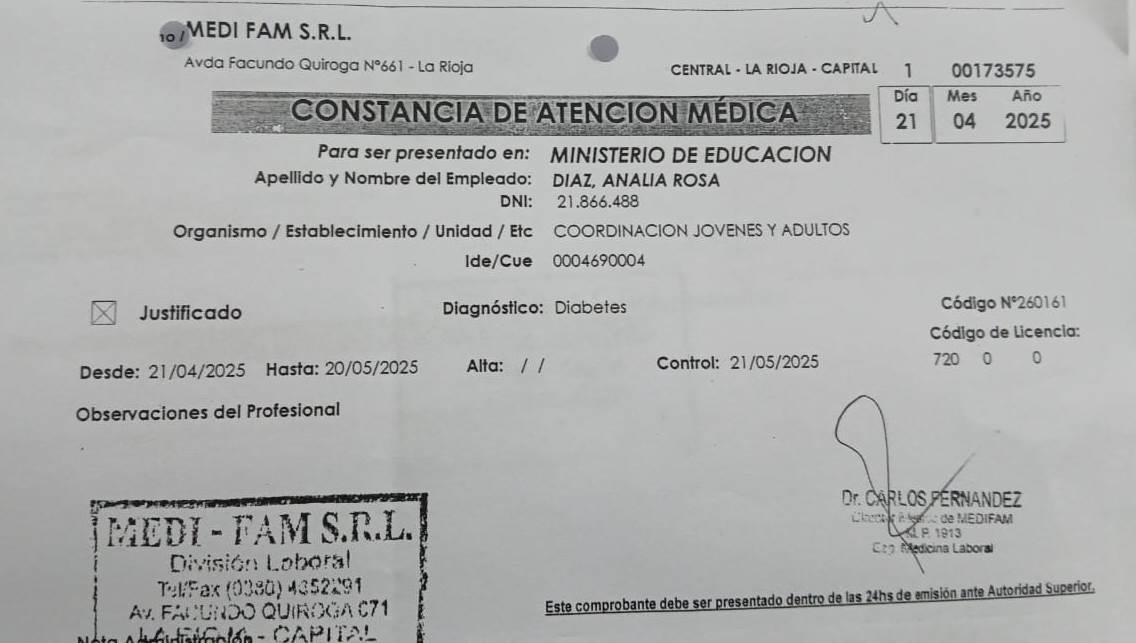 MEDI FAM S.R.L.
Avda Facundo Quiroga Nº661 - La Rioja
CENTRAL - LA RIOJA - CAPITAL 1 00173575
Día Mes Año
21 04 2025
CONSTANCIA DE ATENCION MÉDICA
Para ser presentado en: MINISTERIO DE EDUCACION
Apellido y Nombre del Empleado: DIAZ, ANALIA ROSA
DNI: 21.866.488
Organismo / Establecimiento / Unidad / Etc COORDINACION JOVENES Y ADULTOS
Ide/Cue 0004690004
Justificado
Diagnóstico: Diabetes
Código Nº260161
Código de Licencia:
720 0 0
Desde: 21/04/2025 Hasta: 20/05/2025 Alta: / / Control: 21/05/2025
Observaciones del Profesional
Dr. CARLOS FERNANDEZ
de MEDIFAM
M.P. 1913
Medicina Laboral
MEDI - FAM S.R.L.
División Laboral
Tel/Fax (0380) 4352291
Av. FACUNDO QUIROGA
CAPITAL
Este comprobante debe ser presentado dentro de las 24hs de emisión ante Autoridad Superior.